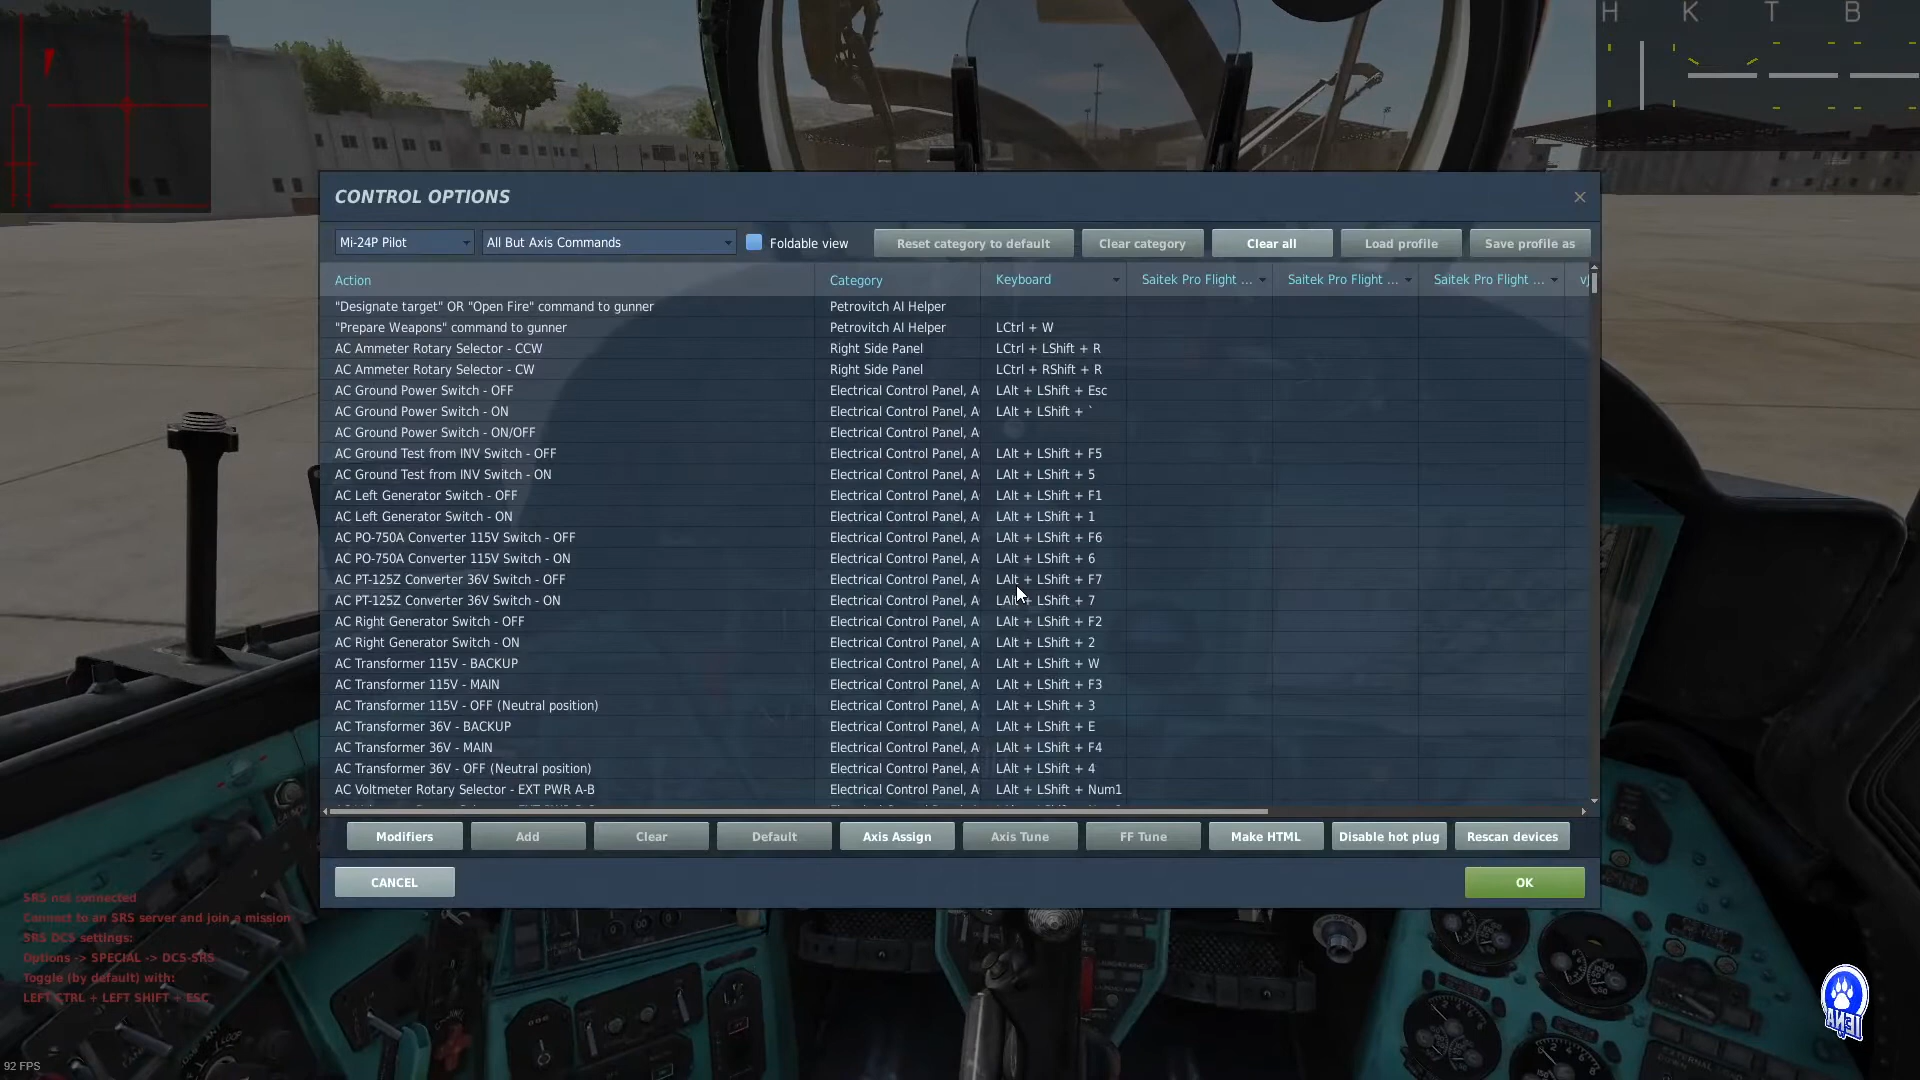 H K T B
CONTROL OPTIONS
Mi-24P Pilot All But Axis Commands Foldable view Reset category to default Clear category Clear all Load profile Save profile as
Action Category Keyboard Saitek Pro Flight ... Saitek Pro Flight ... Saitek Pro Flight ...
"Designate target" OR "Open Fire" command to gunner Petrovitch AI Helper
"Prepare Weapons" command to gunner Petrovitch AI Helper LCtrl + W
AC Ammeter Rotary Selector - CCW Right Side Panel LCtrl + LShift + R
AC Ammeter Rotary Selector - CW Right Side Panel LCtrl + RShift + R
AC Ground Power Switch - OFF Electrical Control Panel, A LAlt + LShift + Esc
AC Ground Power Switch - ON Electrical Control Panel, A LAlt + LShift + `
AC Ground Power Switch - ON/OFF Electrical Control Panel, A
AC Ground Test from INV Switch - OFF Electrical Control Panel, A LAlt + LShift + F5
AC Ground Test from INV Switch - ON Electrical Control Panel, A LAlt + LShift + 5
AC Left Generator Switch - OFF Electrical Control Panel, A LAlt + LShift + F1
AC Left Generator Switch - ON Electrical Control Panel, A LAlt + LShift + 1
AC PO-750A Converter 115V Switch - OFF Electrical Control Panel, A LAlt + LShift + F6
AC PO-750A Converter 115V Switch - ON Electrical Control Panel, A LAlt + LShift + 6
AC PT-125Z Converter 36V Switch - OFF Electrical Control Panel, A LAlt + LShift + F7
AC PT-125Z Converter 36V Switch - ON Electrical Control Panel, A LAlt + LShift + 7
AC Right Generator Switch - OFF Electrical Control Panel, A LAlt + LShift + F2
AC Right Generator Switch - ON Electrical Control Panel, A LAlt + LShift + 2
AC Transformer 115V - BACKUP Electrical Control Panel, A LAlt + LShift + W
AC Transformer 115V - MAIN Electrical Control Panel, A LAlt + LShift + F3
AC Transformer 115V - OFF (Neutral position) Electrical Control Panel, A LAlt + LShift + 3
AC Transformer 36V - BACKUP Electrical Control Panel, A LAlt + LShift + E
AC Transformer 36V - MAIN Electrical Control Panel, A LAlt + LShift + F4
AC Transformer 36V - OFF (Neutral position) Electrical Control Panel, A LAlt + LShift + 4
AC Voltmeter Rotary Selector - EXT PWR A-B Electrical Control Panel, A LAlt + LShift + Num1
Modifiers Add Clear Default Axis Assign Axis Tune FF Tune Make HTML Disable hot plug Rescan devices
CANCEL OK
SRS not connected
Connect to an SRS server and join a mission
SRS DCS settings:
Options -> SPECIAL -> DCS-SRS
Toggle (by default) with:
LEFT CTRL + LEFT SHIFT + ESC
92 FPS